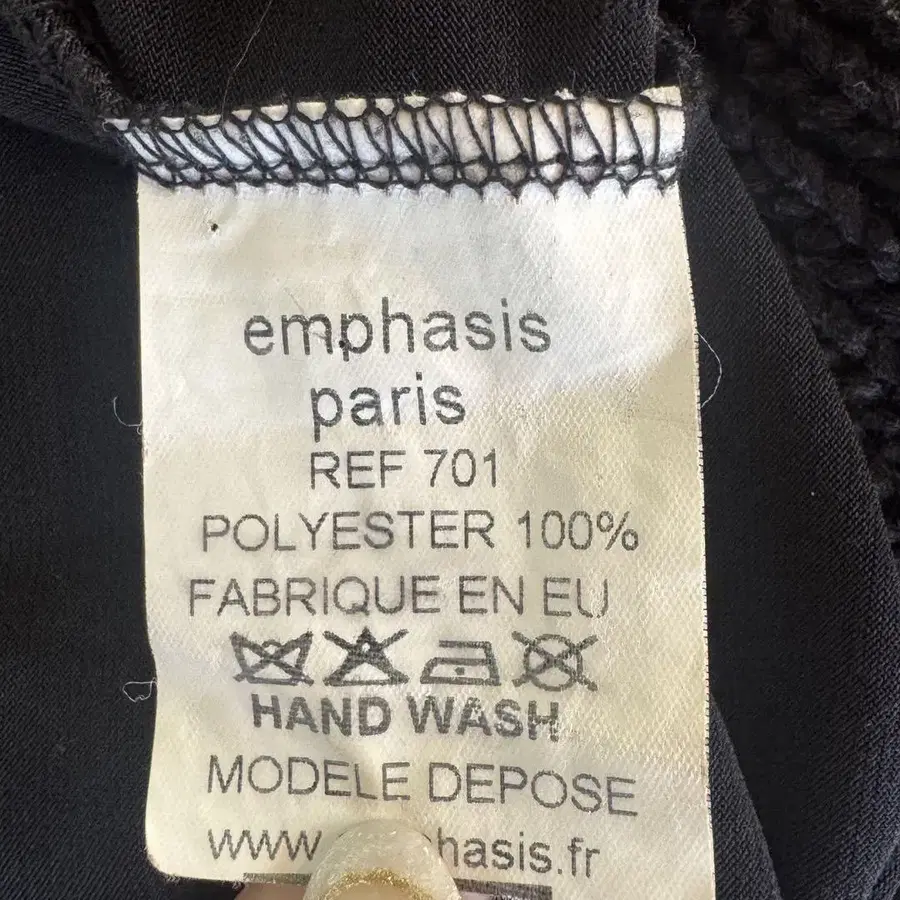 emphasis
paris
REF 701
POLYESTER 100%
FABRIQUE EN EU
HAND WASH
MODELE DEPOSE
www hasis.fr